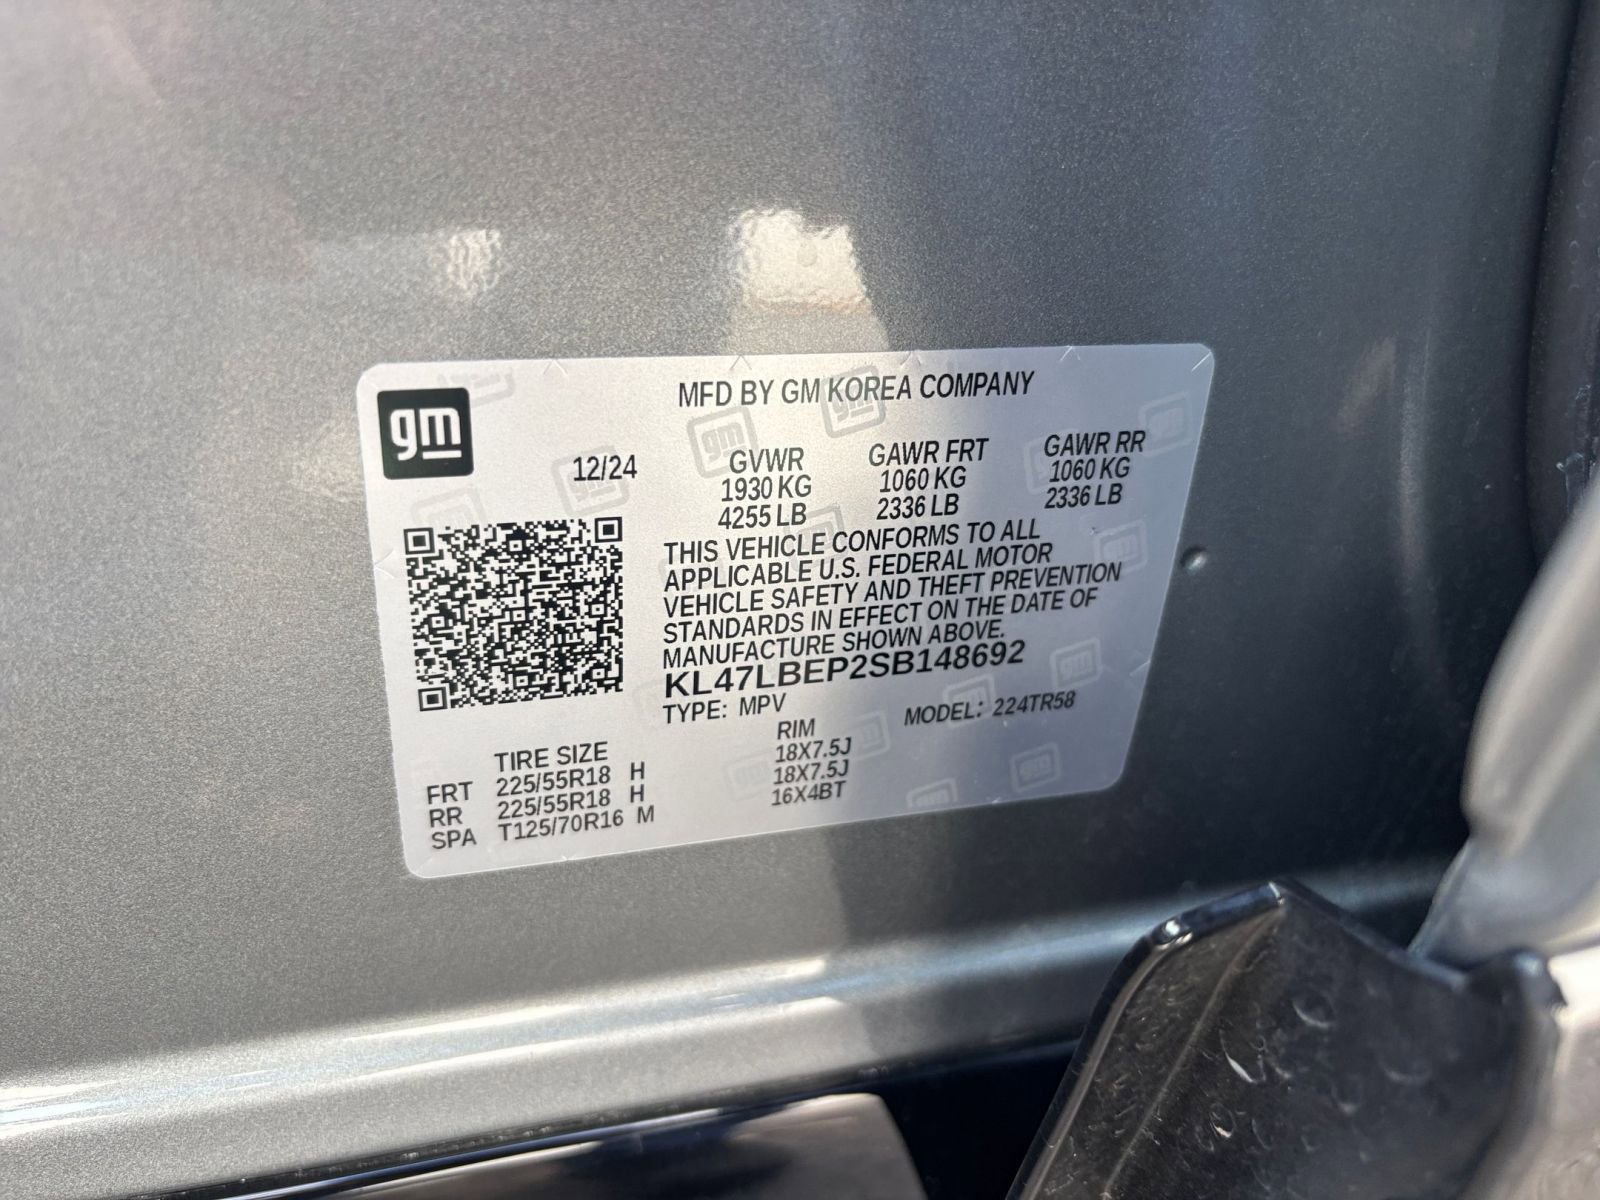 gm
MFD BY GM KOREA COMPANY
12/24
GVWR GAWR FRT GAWR RR
1930 KG 1060 KG 1060 KG
4255 LB 2336 LB 2336 LB
THIS VEHICLE CONFORMS TO ALL
APPLICABLE U.S. FEDERAL MOTOR
VEHICLE SAFETY AND THEFT PREVENTION
STANDARDS IN EFFECT ON THE DATE OF
MANUFACTURE SHOWN ABOVE.
KL47LBEP2SB148692
TYPE: MPV MODEL: 224TR58
TIRE SIZE RIM
FRT 225/55R18 H 18X7.5J
RR 225/55R18 H 18X7.5J
SPA T125/70R16 M 16X4BT